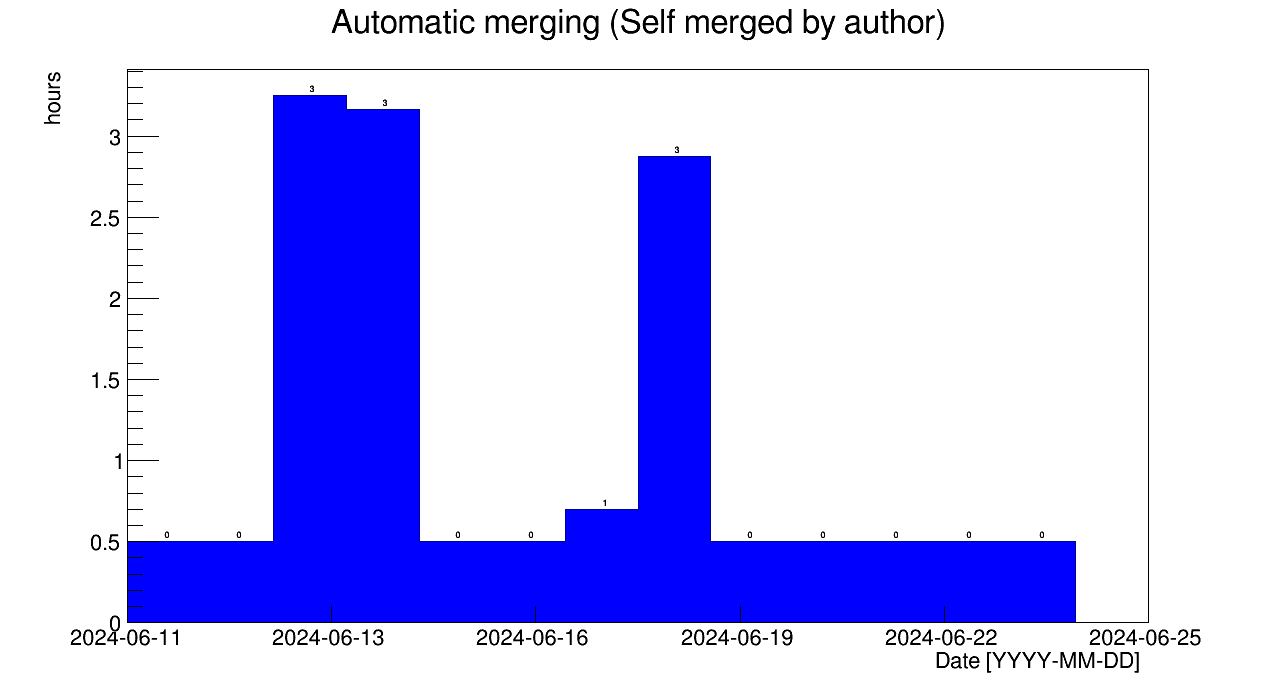 Automatic merging (Self merged by author)
hours
3
2.5
2
1.5
1
0.5
0
0 0 3 3 0 0 1 3 0 0 0 0 0
2024-06-11 2024-06-13 2024-06-16 2024-06-19 2024-06-22 2024-06-25
Date [YYYY-MM-DD]